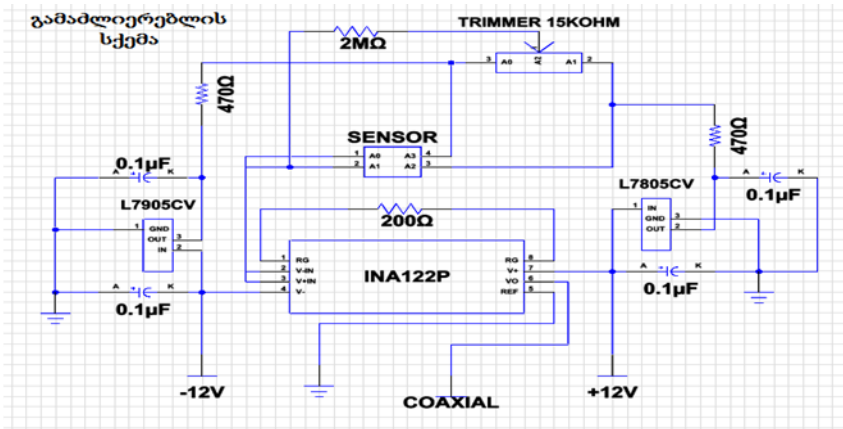 გამაძლიერებლის
სქემა
TRIMMER 15KOHM
2MΩ
3 A0 A2 A1 2
470Ω
470Ω
SENSOR
1 A0 A3 4
2 A1 A2 3
0.1µF
A + K
L7905CV
1 GND
OUT 3
IN 2
A + K
0.1µF
200Ω
INA122P
1 RG
2 V-IN
3 V+IN
4 V-
RG 8
V+ 7
VO 6
REF 5
L7805CV
1 IN
GND 3
OUT 2
A + K
0.1µF
A + K
0.1µF
-12V
COAXIAL
+12V